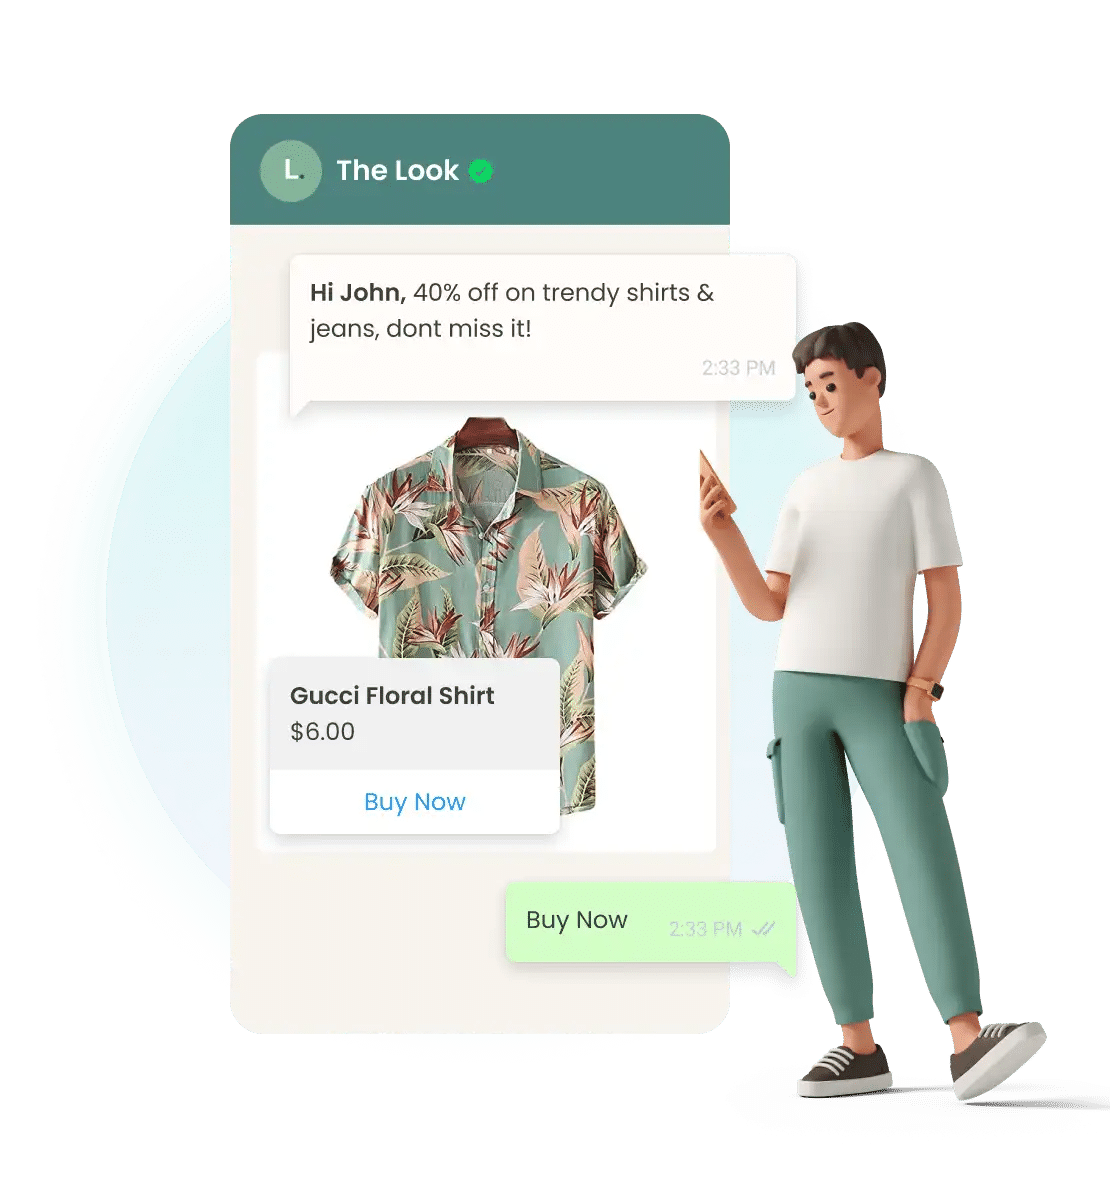 L.
The Look
Hi John, 40% off on trendy shirts &
jeans, dont miss it!
2:33 PM
Gucci Floral Shirt
$6.00
Buy Now
Buy Now
2:33 PM